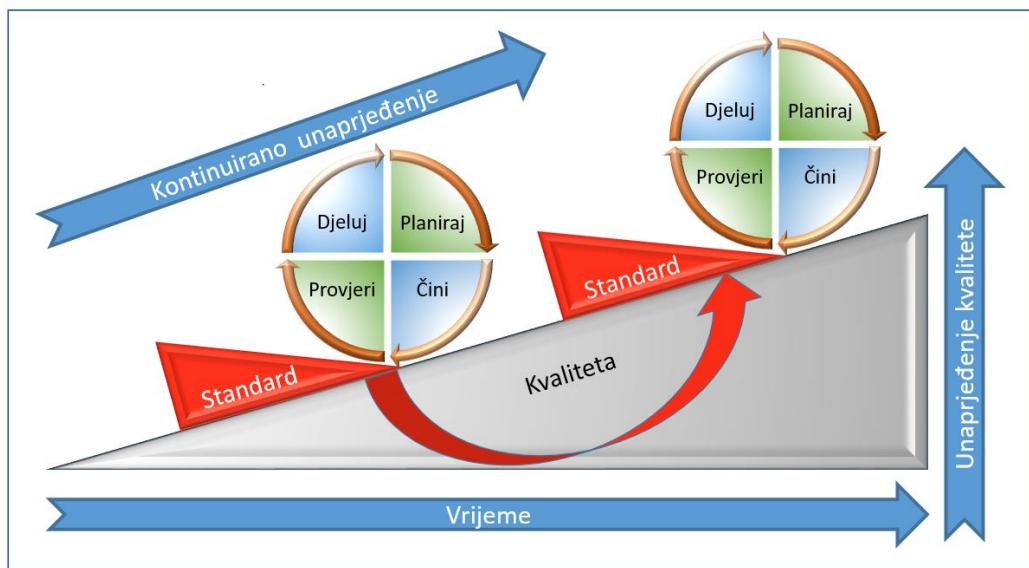 Kontinuirano unaprjeđenje
Djeluj
Planiraj
Provjeri
Čini
Djeluj
Planiraj
Provjeri
Čini
Standard
Standard
Kvaliteta
Unaprjeđenje kvalitete
Vrijeme